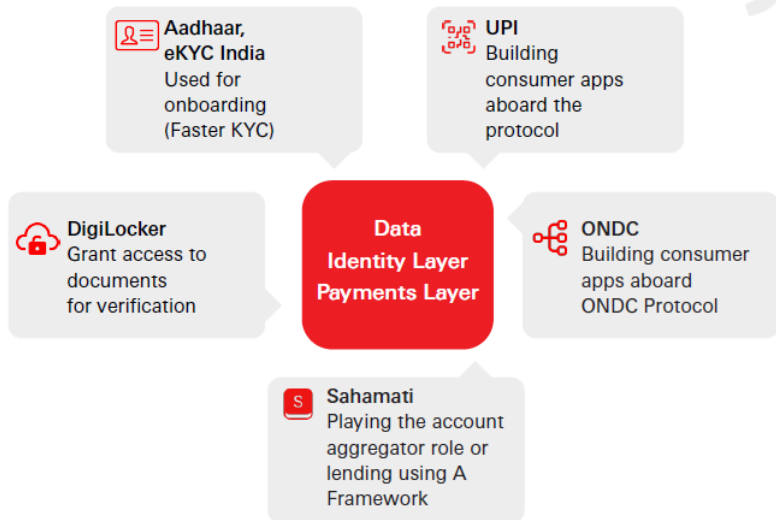 Aadhaar,
eKYC India
Used for
onboarding
(Faster KYC)
UPI
Building
consumer apps
aboard the
protocol
DigiLocker
Grant access to
documents
for verification
Data
Identity Layer
Payments Layer
ONDC
Building consumer
apps aboard
ONDC Protocol
S
Sahamati
Playing the account
aggregator role or
lending using A
Framework